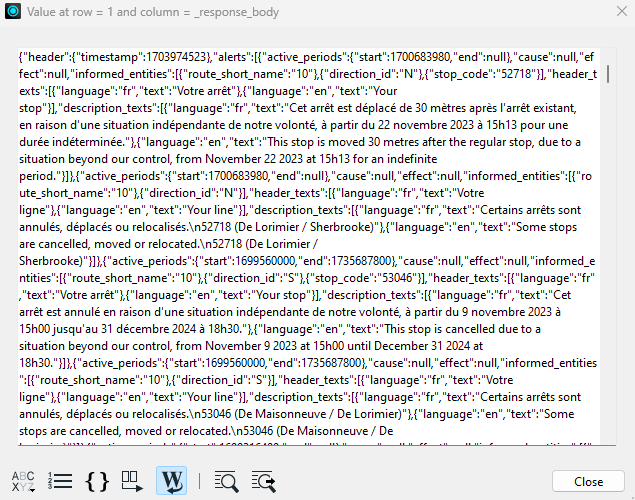 Value at row = 1 and column = _response_body
{"header":{"timestamp":1703974523},"alerts":[{"active_periods":{"start":1700683980,"end":null},"cause":null,"ef
fect":null,"informed_entities":[{"route_short_name":"10"},{"direction_id":"N"},{"stop_code":"52718"}],"header_t
exts":[{"language":"fr","text":"Votre arrêt"},{"language":"en","text":"Your
stop"}],"description_texts":[{"language":"fr","text":"Cet arrêt est déplacé de 30 mètres après l'arrêt existant,
en raison d'une situation indépendante de notre volonté, à partir du 22 novembre 2023 à 15h13 pour une
durée indéterminée."},{"language":"en","text":"This stop is moved 30 metres after the regular stop, due to a
situation beyond our control, from November 22 2023 at 15h13 for an indefinite
period."}]},{"active_periods":{"start":1700683980,"end":null},"cause":null,"effect":null,"informed_entities":[{"ro
ute_short_name":"10"},{"direction_id":"N"}],"header_texts":[{"language":"fr","text":"Votre
ligne"},{"language":"en","text":"Your line"}],"description_texts":[{"language":"fr","text":"Certains arrêts sont
annulés, déplacés ou relocalisés.\n52718 (De Lorimier / Sherbrooke)"},{"language":"en","text":"Some stops
are cancelled, moved or relocated.\n52718 (De Lorimier /
Sherbrooke)"}]},{"active_periods":{"start":1699560000,"end":1735687800},"cause":null,"effect":null,"informed_e
ntities":[{"route_short_name":"10"},{"direction_id":"S"},{"stop_code":"53046"}],"header_texts":[{"language":"fr"
,"text":"Votre arrêt"},{"language":"en","text":"Your stop"}],"description_texts":[{"language":"fr","text":"Cet
arrêt est annulé en raison d'une situation indépendante de notre volonté, à partir du 9 novembre 2023 à
15h00 jusqu'au 31 décembre 2024 à 18h30."},{"language":"en","text":"This stop is cancelled due to a
situation beyond our control, from November 9 2023 at 15h00 until December 31 2024 at
18h30."}]},{"active_periods":{"start":1699560000,"end":1735687800},"cause":null,"effect":null,"informed_entities"
:[{"route_short_name":"10"},{"direction_id":"S"}],"header_texts":[{"language":"fr","text":"Votre
ligne"},{"language":"en","text":"Your line"}],"description_texts":[{"language":"fr","text":"Certains arrêts sont
annulés, déplacés ou relocalisés.\n53046 (De Maisonneuve / De Lorimier)"},{"language":"en","text":"Some
stops are cancelled, moved or relocated.\n53046 (De Maisonneuve / De
ABC
XYZ
1
2
3
{ }
W
Close